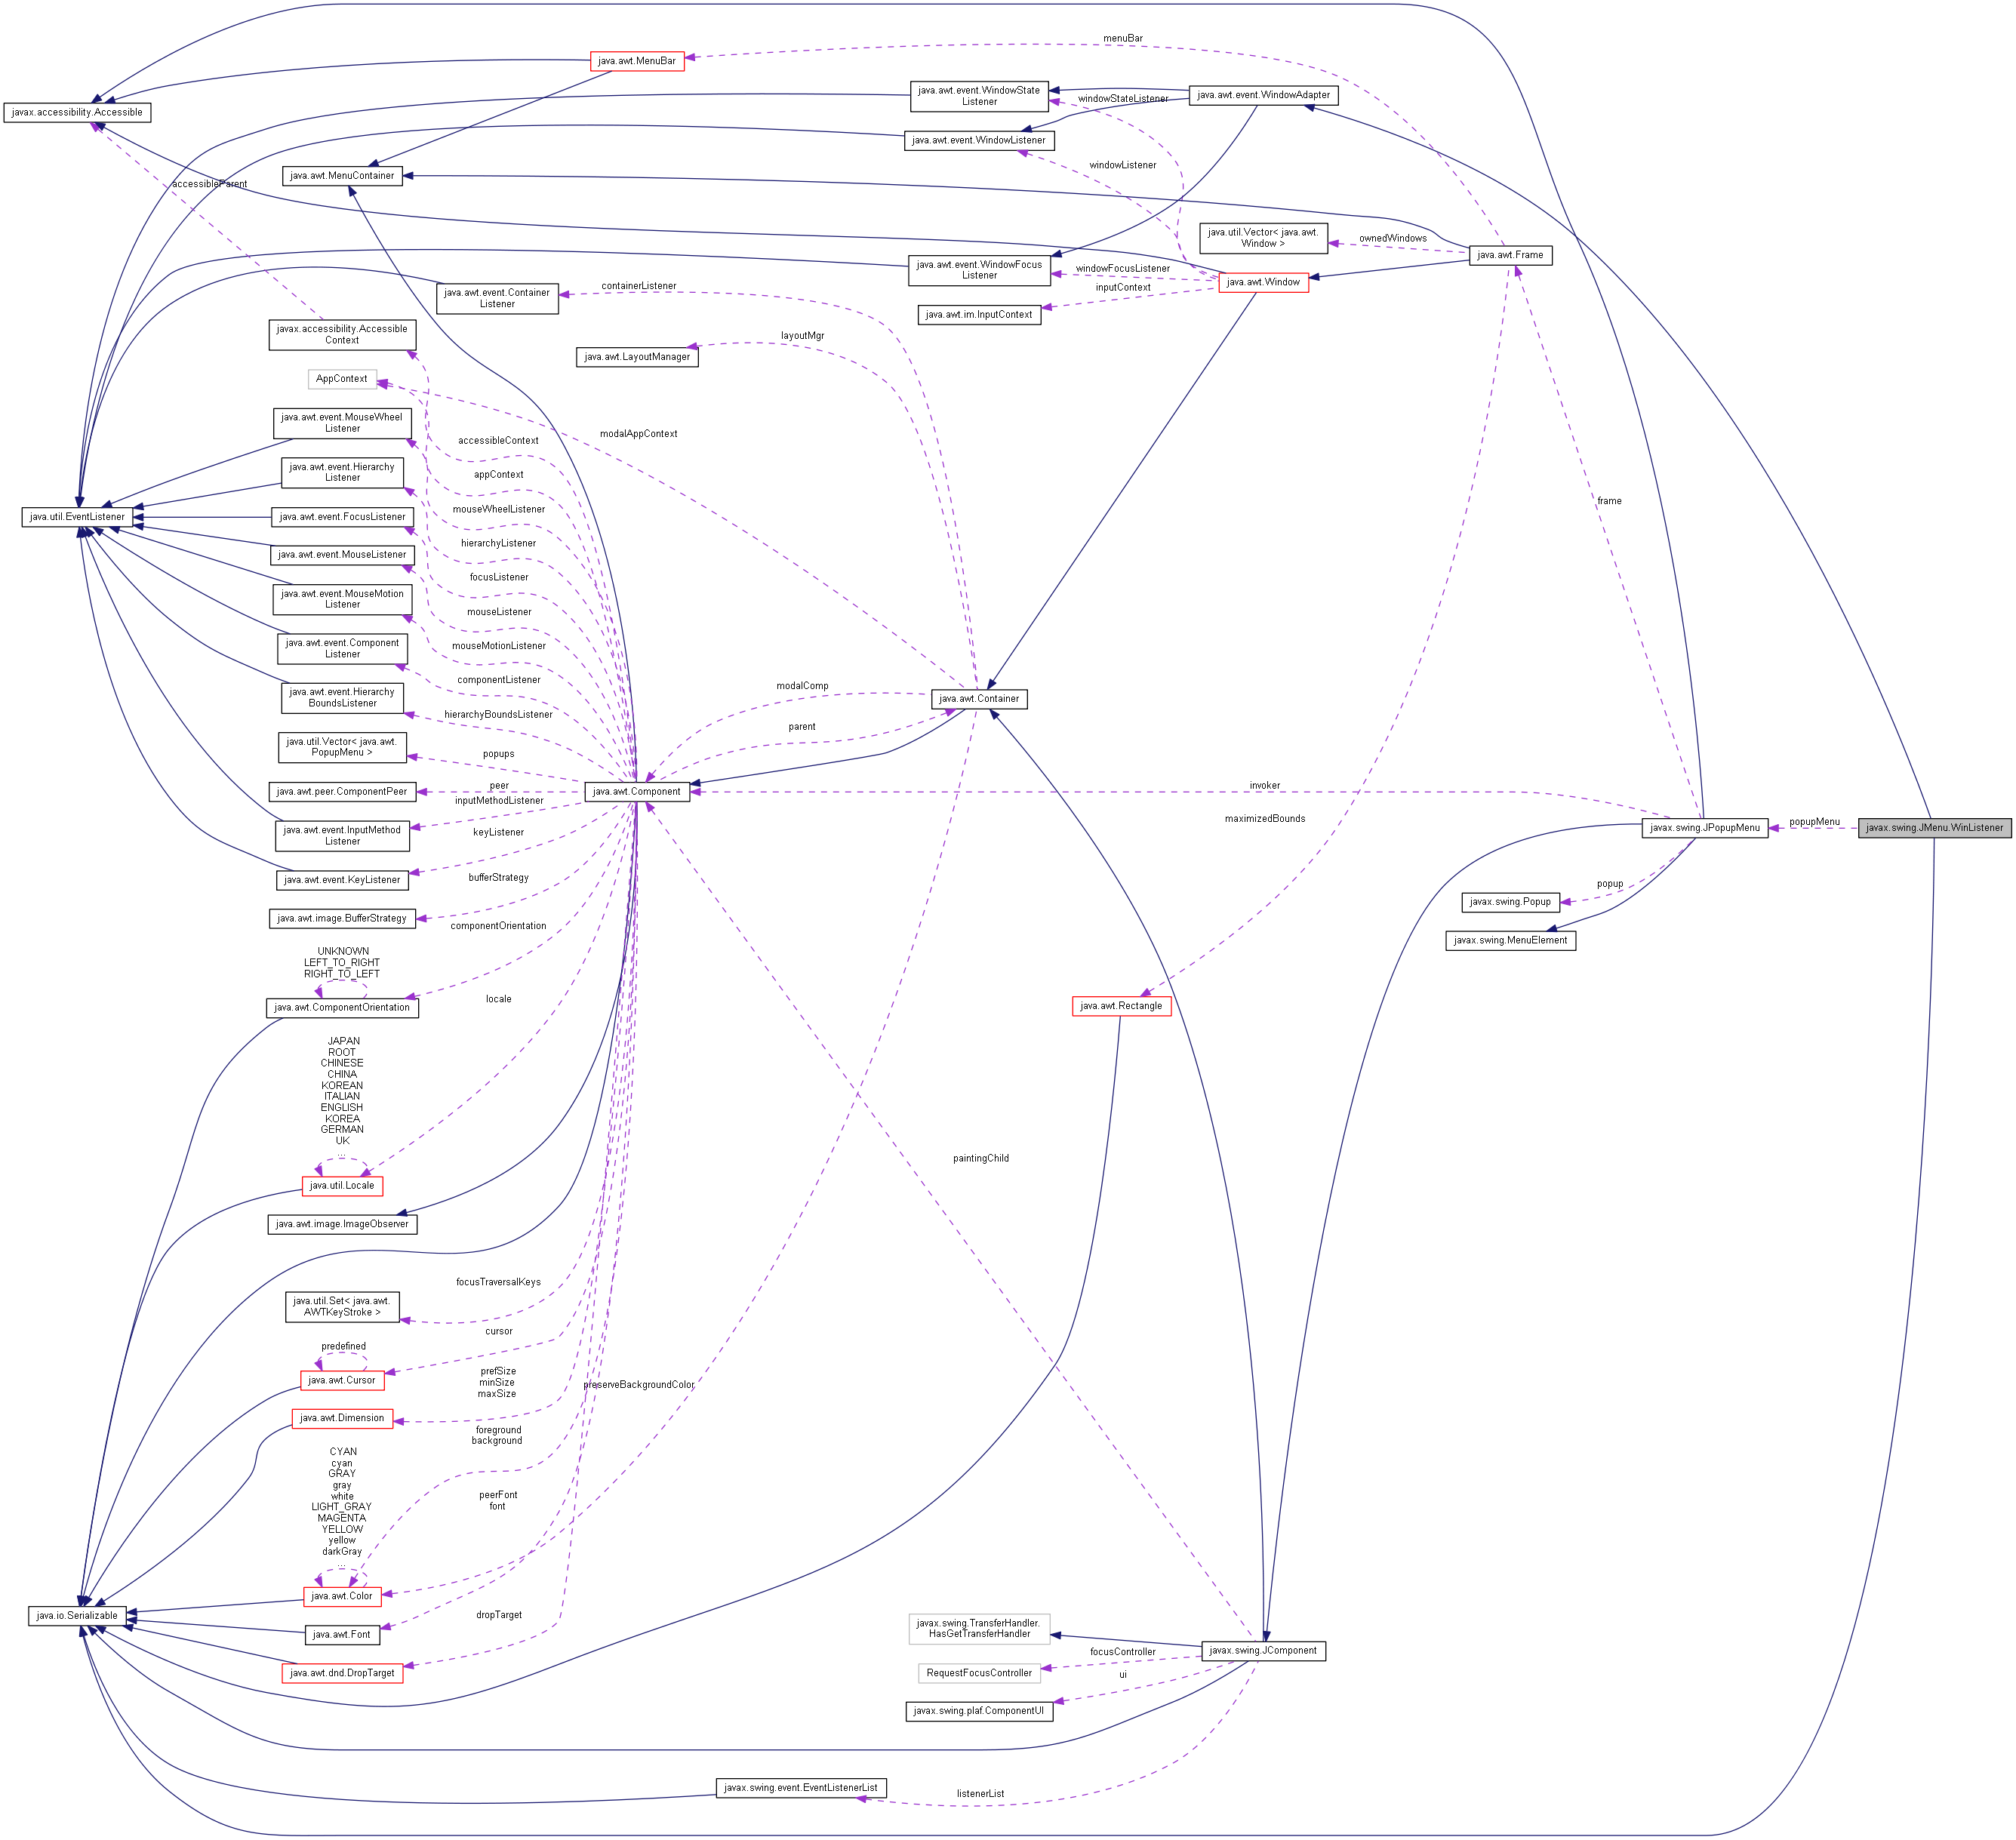 menuBar
java.awt.MenuBar
java.awt.event.WindowState
Listener
windowStateListener
java.awt.event.WindowAdapter
javax.accessibility.Accessible
java.awt.event.WindowListener
windowListener
java.awt.MenuContainer
accessibleParent
java.util.Vector< java.awt.
Window >
ownedWindows
java.awt.Frame
java.awt.event.WindowFocus
Listener
windowFocusListener
java.awt.Window
inputContext
java.awt.event.Container
Listener
containerListener
java.awt.im.InputContext
javax.accessibility.Accessible
Context
layoutMgr
java.awt.LayoutManager
AppContext
java.awt.event.MouseWheel
Listener
modalAppContext
accessibleContext
java.awt.event.Hierarchy
Listener
appContext
frame
java.util.EventListener
java.awt.event.FocusListener
mouseWheelListener
hierarchyListener
java.awt.event.MouseListener
focusListener
java.awt.event.MouseMotion
Listener
mouseListener
java.awt.event.Component
Listener
mouseMotionListener
componentListener
java.awt.event.Hierarchy
BoundsListener
modalComp
java.awt.Container
hierarchyBoundsListener
parent
java.util.Vector< java.awt.
PopupMenu >
popups
java.awt.peer.ComponentPeer
peer
java.awt.Component
invoker
inputMethodListener
java.awt.event.InputMethod
Listener
keyListener
maximizedBounds
javax.swing.JPopupMenu
popupMenu
javax.swing.JMenu.WinListener
java.awt.event.KeyListener
bufferStrategy
popup
javax.swing.Popup
java.awt.image.BufferStrategy
componentOrientation
javax.swing.MenuElement
UNKNOWN
LEFT_TO_RIGHT
RIGHT_TO_LEFT
java.awt.ComponentOrientation
locale
java.awt.Rectangle
JAPAN
ROOT
CHINESE
CHINA
KOREAN
ITALIAN
ENGLISH
KOREA
GERMAN
UK
...
paintingChild
java.util.Locale
java.awt.image.ImageObserver
focusTraversalKeys
java.util.Set< java.awt.
AWTKeyStroke >
cursor
predefined
java.awt.Cursor
prefSize
minSize
maxSize
preserveBackgroundColor
java.awt.Dimension
foreground
background
CYAN
cyan
GRAY
gray
white
LIGHT_GRAY
MAGENTA
YELLOW
yellow
darkGray
...
peerFont
font
java.awt.Color
java.io.Serializable
dropTarget
java.awt.Font
javax.swing.TransferHandler.
HasGetTransferHandler
focusController
javax.swing.JComponent
java.awt.dnd.DropTarget
RequestFocusController
ui
javax.swing.plaf.ComponentUI
javax.swing.event.EventListenerList
listenerList